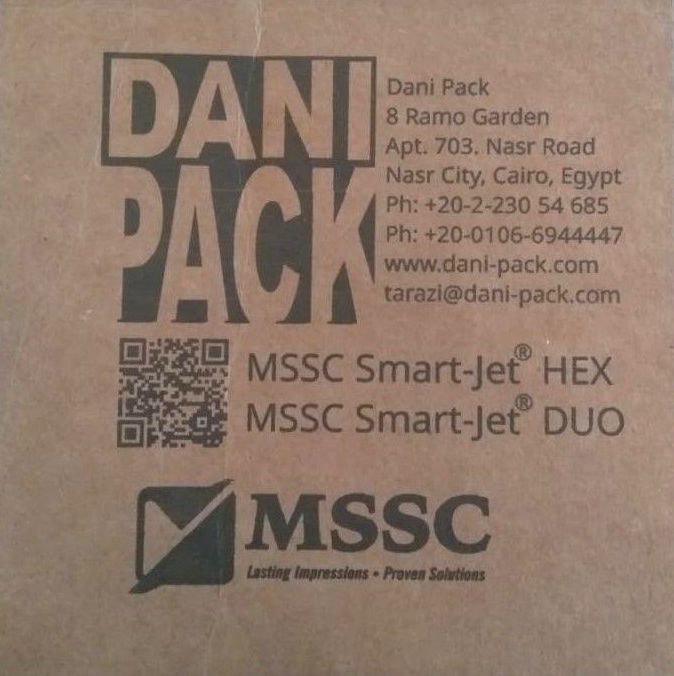 DANI
PACK
Dani Pack
8 Ramo Garden
Apt. 703. Nasr Road
Nasr City, Cairo, Egypt
Ph: +20-2-230 54 685
Ph: +20-0106-6944447
www.dani-pack.com
tarazi@dani-pack.com
MSSC Smart-Jet® HEX
MSSC Smart-Jet® DUO
MSSC
Lasting Impressions • Proven Solutions